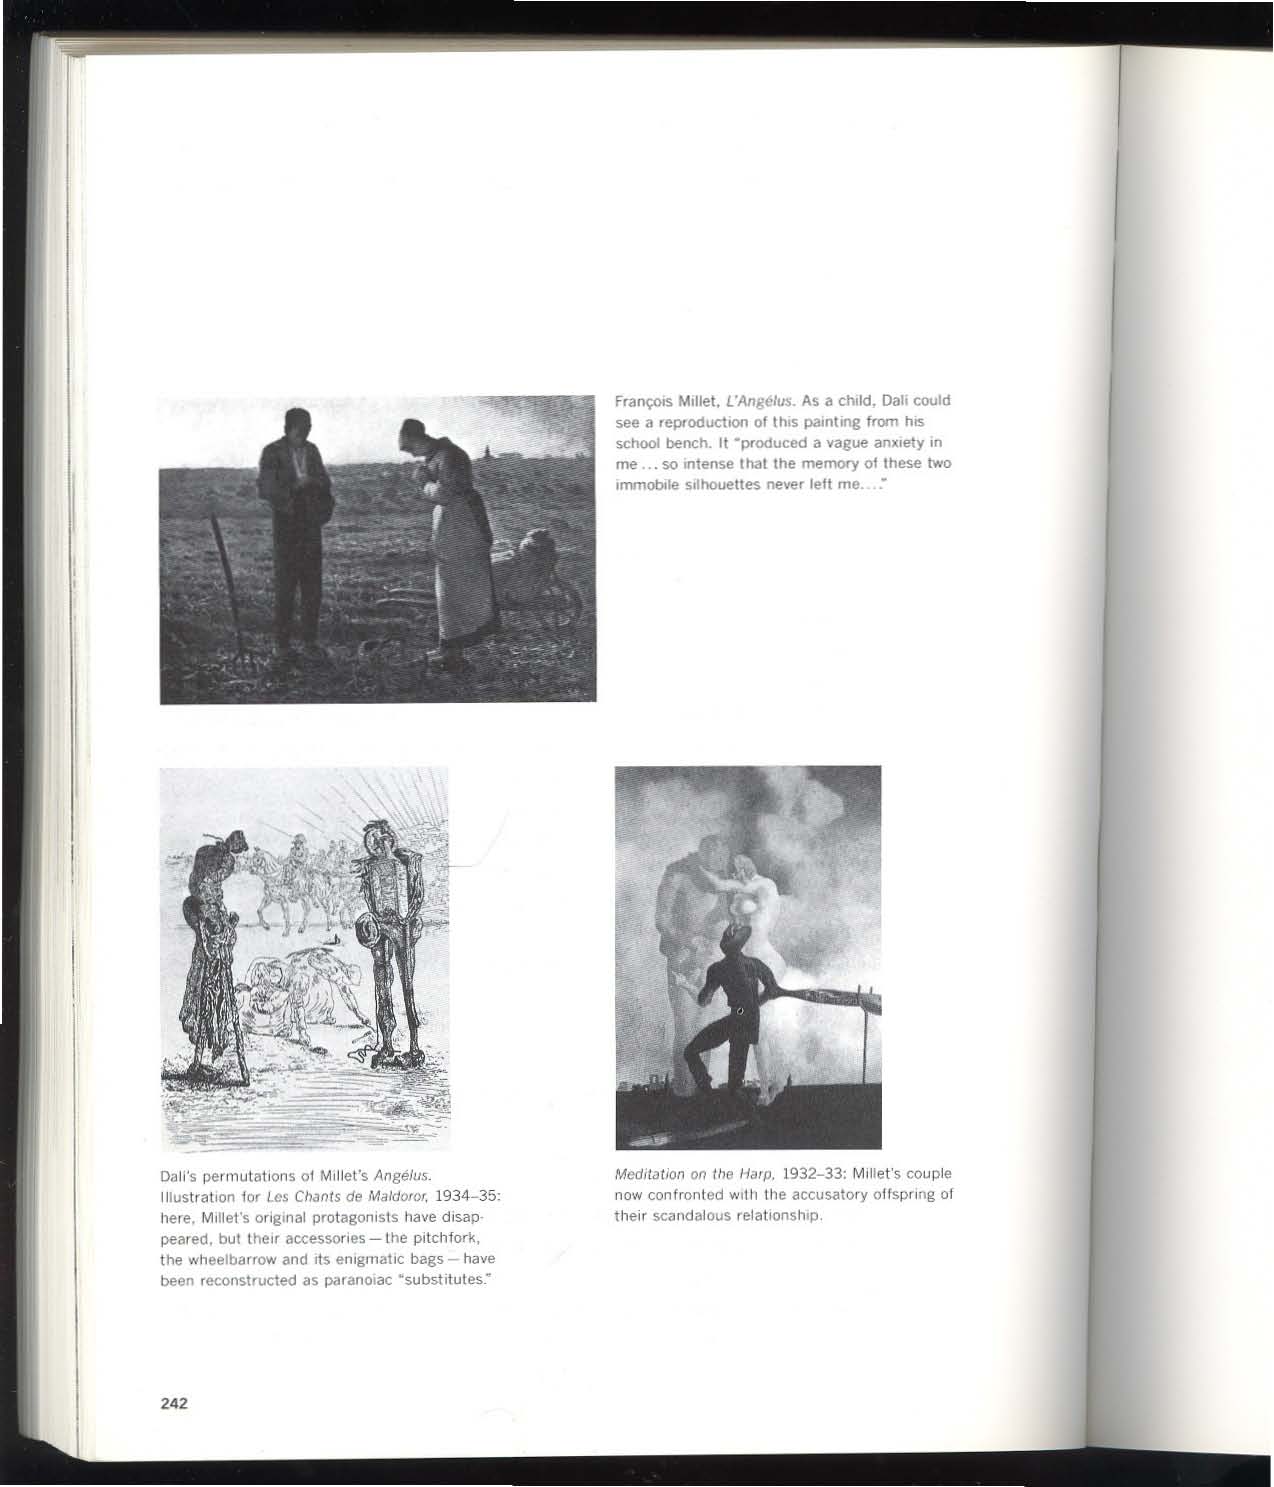 François Millet, L'Angélus. As a child, Dali could
see a reproduction of this painting from his
school bench. It "produced a vague anxiety in
me ... so intense that the memory of these two
immobile silhouettes never left me...."
Dali's permutations of Millet's Angélus.
Illustration for Les Chants de Maldoror, 1934–35:
here, Millet's original protagonists have disap-
peared, but their accessories — the pitchfork,
the wheelbarrow and its enigmatic bags — have
been reconstructed as paranoiac "substitutes."
Meditation on the Harp, 1932–33: Millet's couple
now confronted with the accusatory offspring of
their scandalous relationship.
242